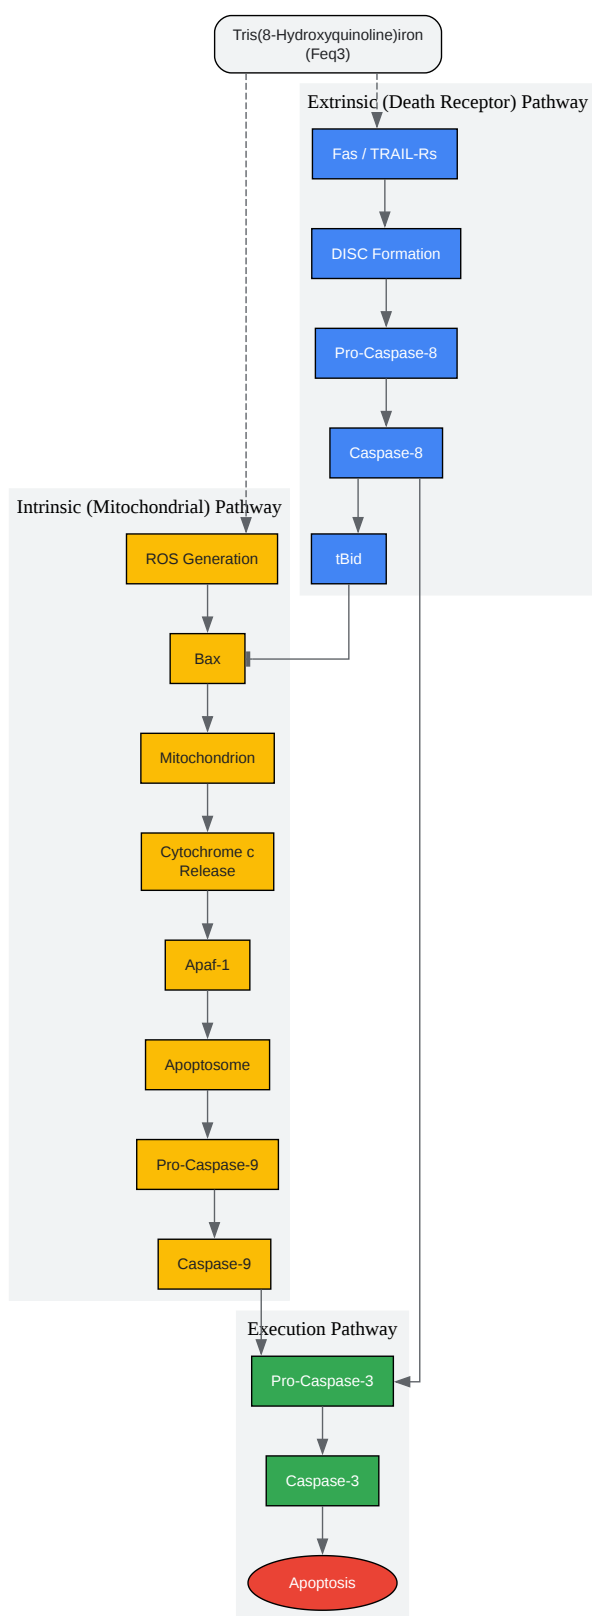 Tris(8-Hydroxyquinoline)iron
(Feq3)
Extrinsic (Death Receptor) Pathway
Fas / TRAIL-Rs
DISC Formation
Pro-Caspase-8
Caspase-8
tBid
Intrinsic (Mitochondrial) Pathway
ROS Generation
Bax
Mitochondrion
Cytochrome c
Release
Apaf-1
Apoptosome
Pro-Caspase-9
Caspase-9
Execution Pathway
Pro-Caspase-3
Caspase-3
Apoptosis